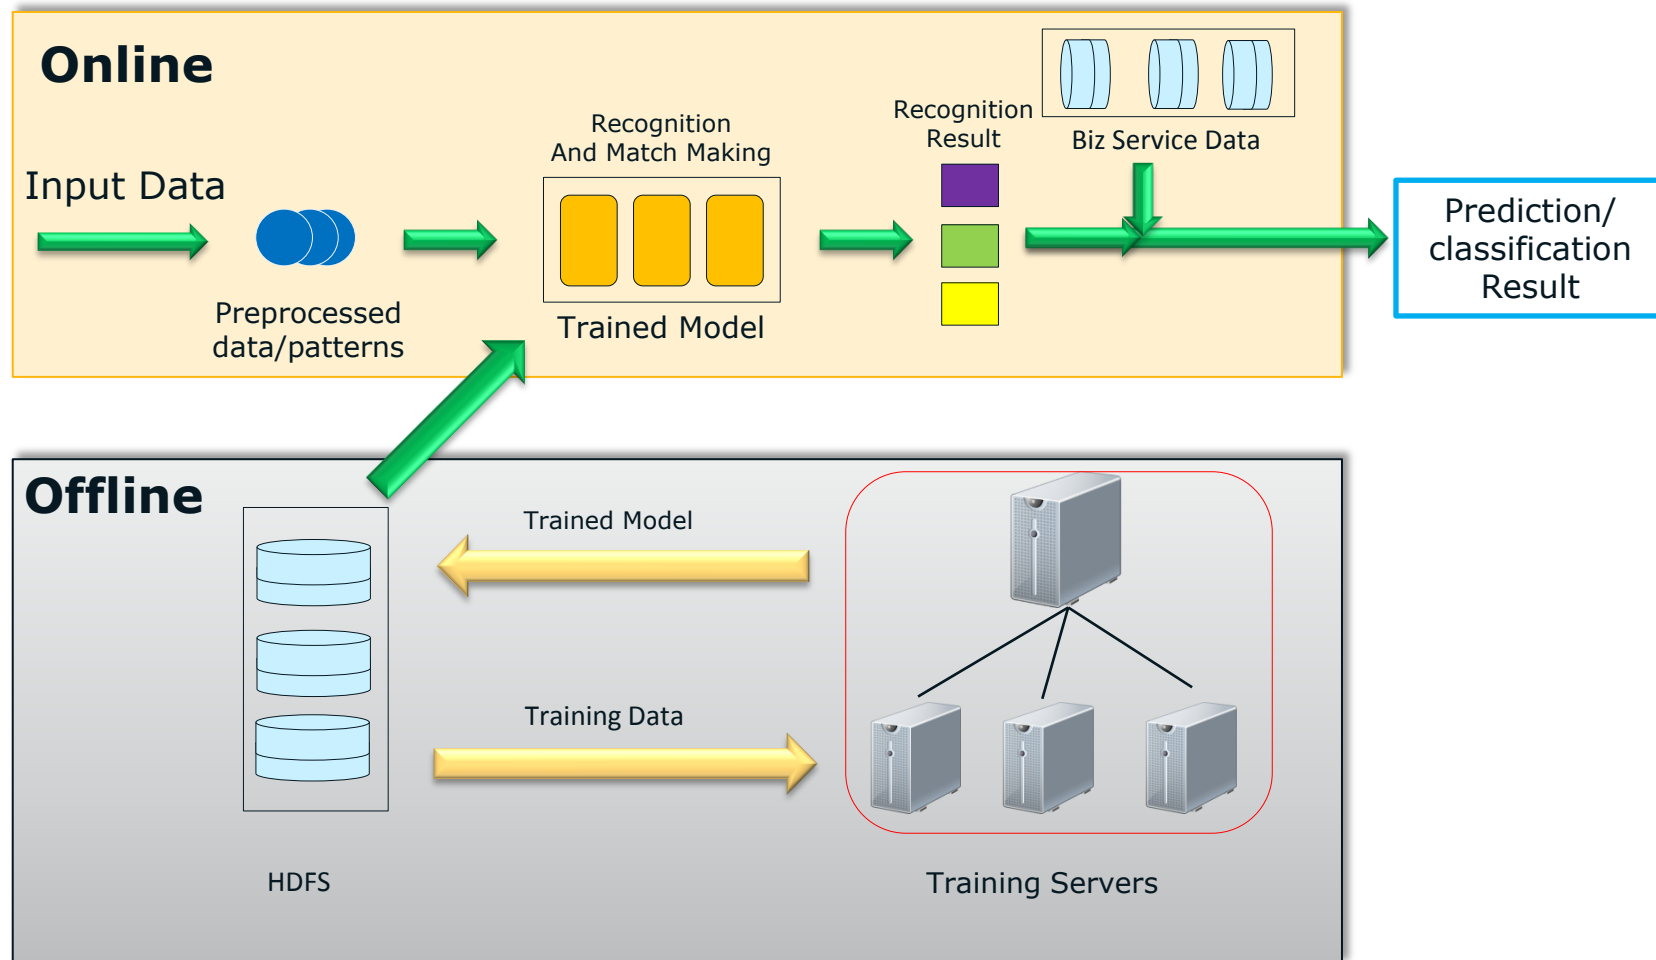 Online
Input Data
Preprocessed
data/patterns
Recognition
And Match Making
Trained Model
Recognition
Result
Biz Service Data
Prediction/
classification
Result
Offline
Trained Model
Training Data
HDFS
Training Servers